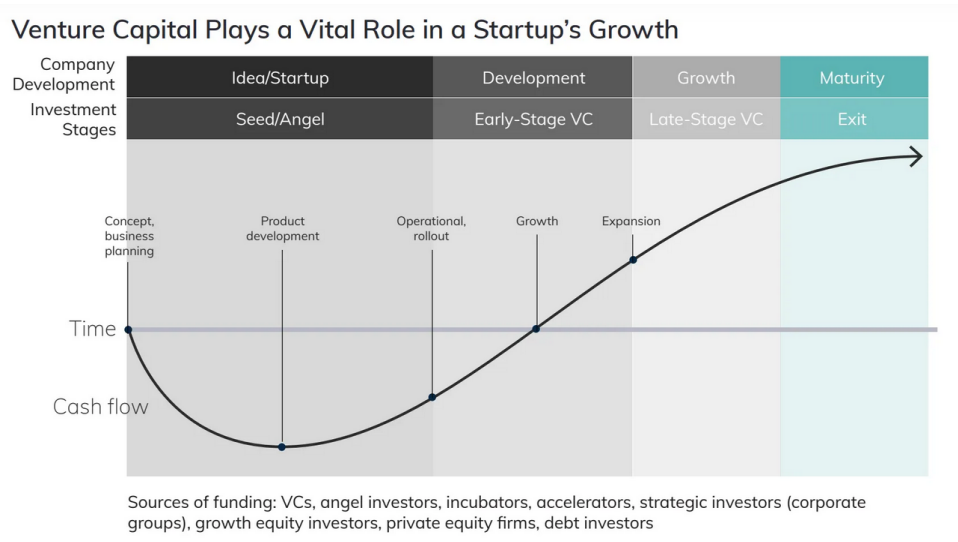 Venture Capital Plays a Vital Role in a Startup's Growth
Company
Development
Idea/Startup
Development
Growth
Maturity
Investment
Stages
Seed/Angel
Early-Stage VC
Late-Stage VC
Exit
Concept,
business
planning
Product
development
Operational,
rollout
Growth
Expansion
Time
Cash flow
Sources of funding: VCs, angel investors, incubators, accelerators, strategic investors (corporate
groups), growth equity investors, private equity firms, debt investors